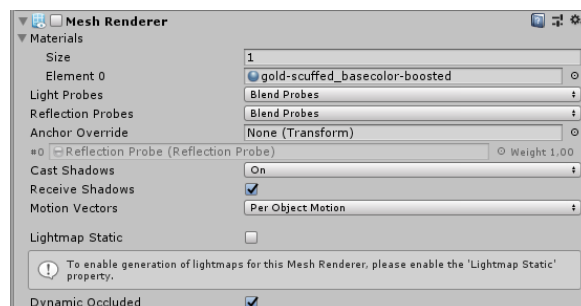 Mesh Renderer
Materials
Size 1
Element 0 gold-scuffed_basecolor-boosted
Light Probes Blend Probes
Reflection Probes Blend Probes
Anchor Override None (Transform)
#0 Reflection Probe (Reflection Probe) Weight 1.00
Cast Shadows On
Receive Shadows
Motion Vectors Per Object Motion
Lightmap Static
To enable generation of lightmaps for this Mesh Renderer, please enable the 'Lightmap Static'
property.
Dynamic Occluded